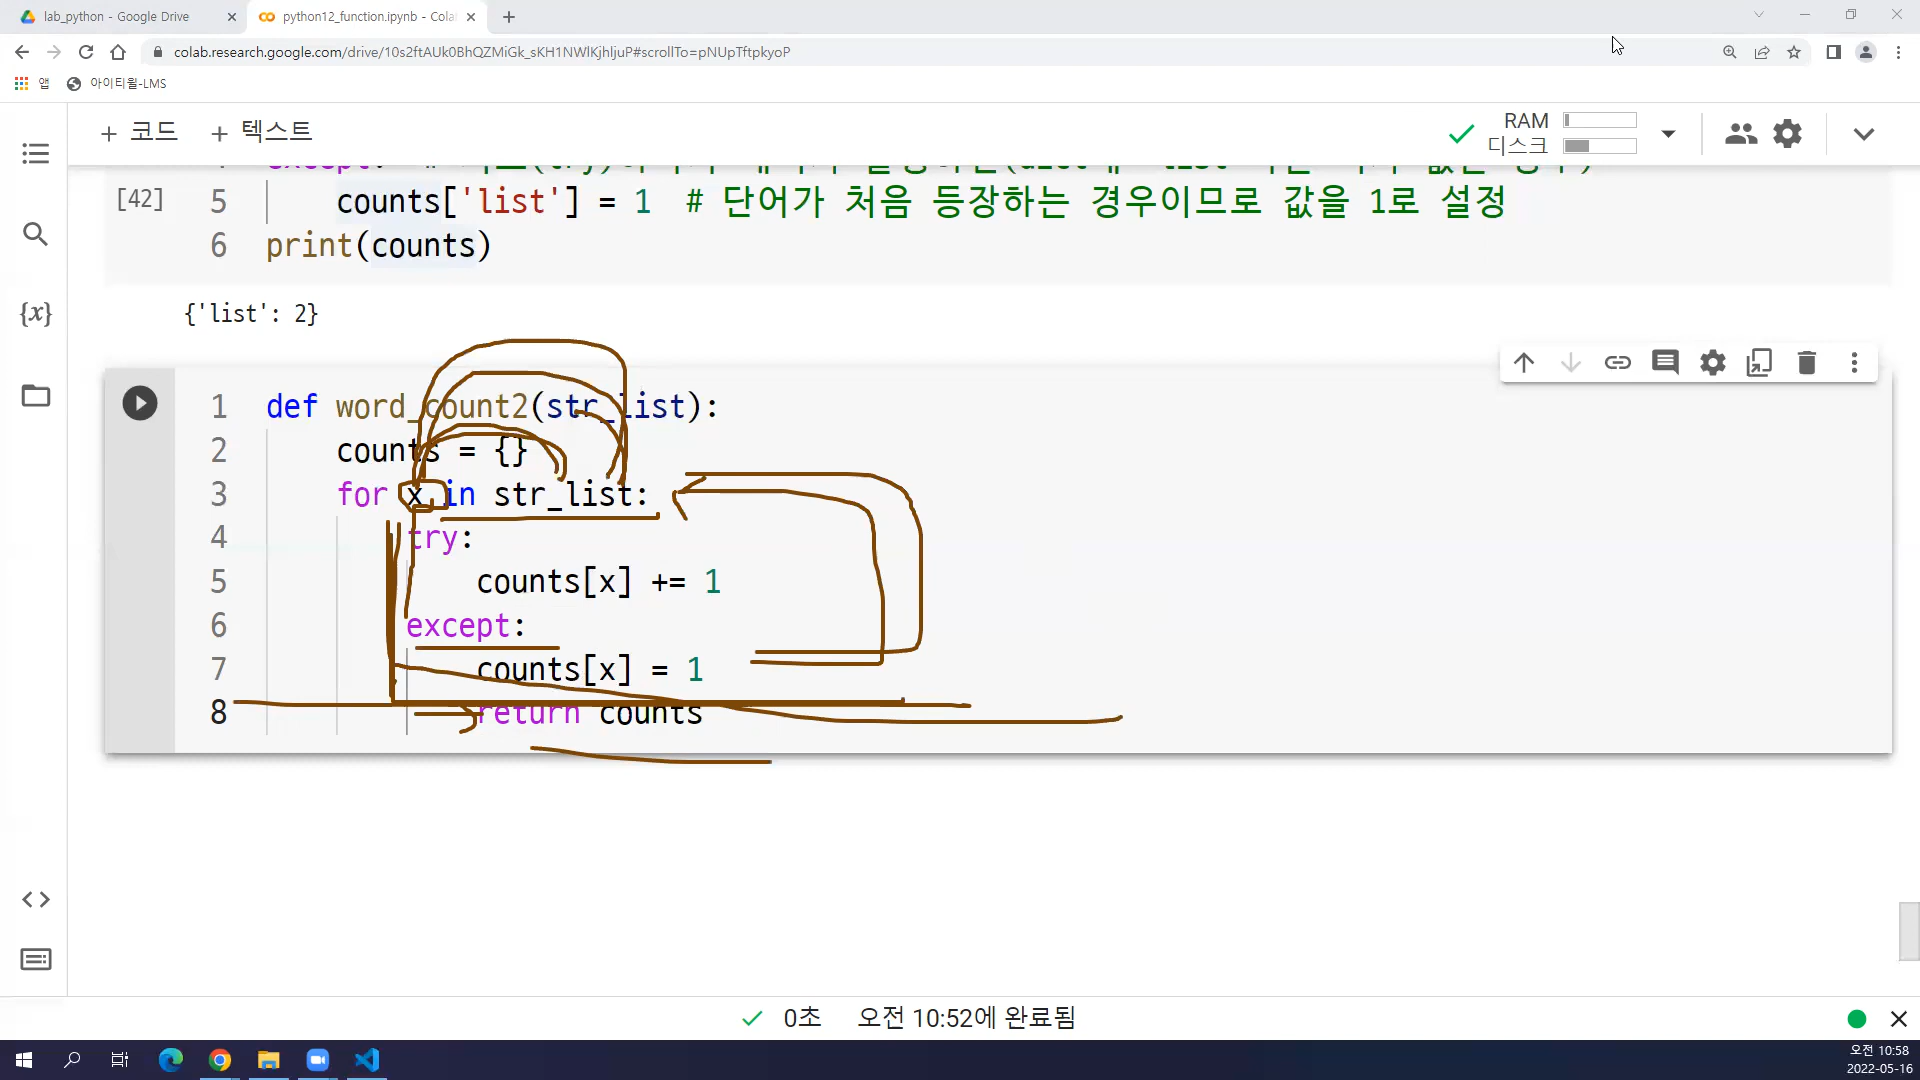 lab_python - Google Drive
python12_function.ipynb - Cola
colab.research.google.com/drive/10s2ftAUk0BhQZMiGk_sKH1NWlKjhljuP#scrollTo=pNUpTftpkyoP
앱
아이티윌-LMS
+ 코드
+ 텍스트
RAM
디스크
[42]
5 counts['list'] = 1 # 단어가 처음 등장하는 경우이므로 값을 1로 설정
6 print(counts)
{'list': 2}
1 def word_count2(str_list):
2 counts = {}
3 for x in str_list:
4 try:
5 counts[x] += 1
6 except:
7 counts[x] = 1
8 return counts
0초 오전 10:52에 완료됨
오전 10:58
2022-05-16